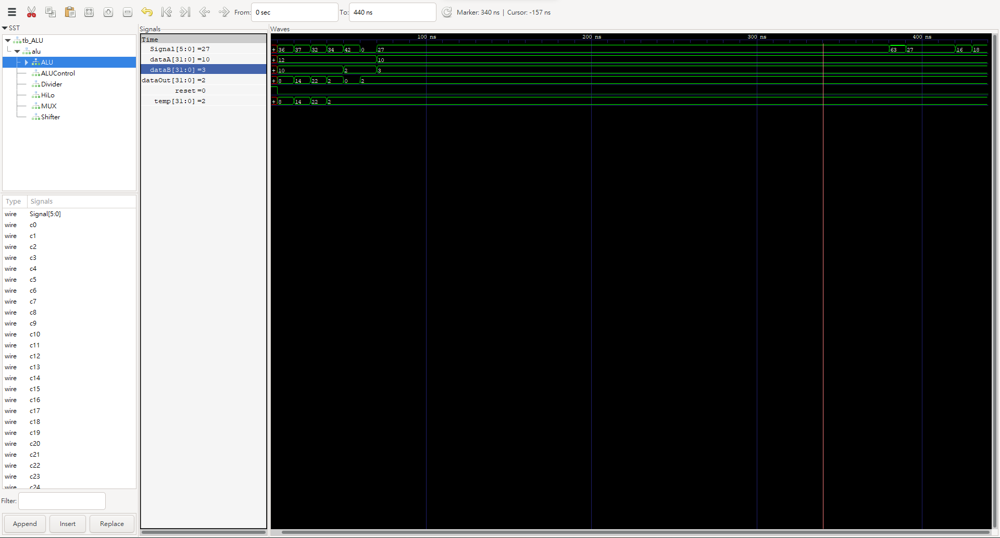 From: 0 sec To: 440 ns Marker: 340 ns | Cursor: -157 ns
SST
tb_ALU
alu
ALU
ALUControl
Divider
HiLo
MUX
Shifter
Type Signals
wire Signal[5:0]
wire c0
wire c1
wire c2
wire c3
wire c4
wire c5
wire c6
wire c7
wire c8
wire c9
wire c10
wire c11
wire c12
wire c13
wire c14
wire c15
wire c16
wire c17
wire c18
wire c19
wire c20
wire c21
wire c22
wire c23
wire c24
Filter:
Append Insert Replace
Signals
Time
Signal[5:0] =27
dataA[31:0] =10
dataB[31:0] =3
dataOut[31:0] =2
reset =0
temp[31:0] =2
Waves
100 ns 200 ns 300 ns 400 ns
+ 36 37 32 34 42 0 27 63 27 16 18
+ 12 10
+ 10 2 3
+ 8 14 22 2 0 2
+ 8 14 22 2